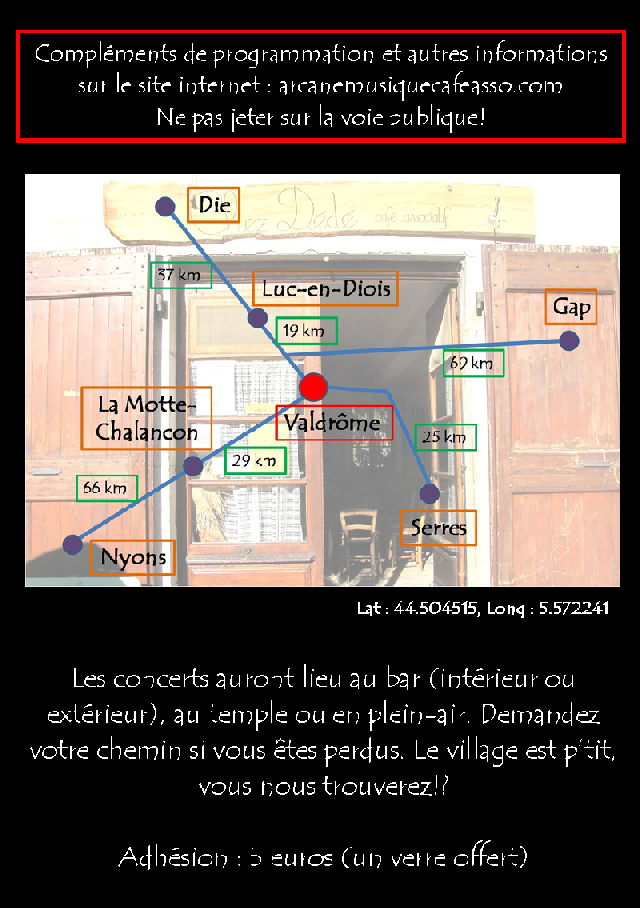 Compléments de programmation et autres informations
sur le site internet : arcanemusiquecafeasso.com
Ne pas jeter sur la voie publique!
Chez Dédé café associatif
Die
37 km
Luc-en-Diois
19 km
Gap
69 km
La Motte-
Chalancon
Valdrôme
25 km
29 km
66 km
Serres
Nyons
Lat : 44.504515, Long : 5.572241
Les concerts auront lieu au bar (intérieur ou
extérieur), au temple ou en plein-air. Demandez
votre chemin si vous êtes perdus. Le village est p'tit,
vous nous trouverez!?
Adhésion : euros (un verre offert)